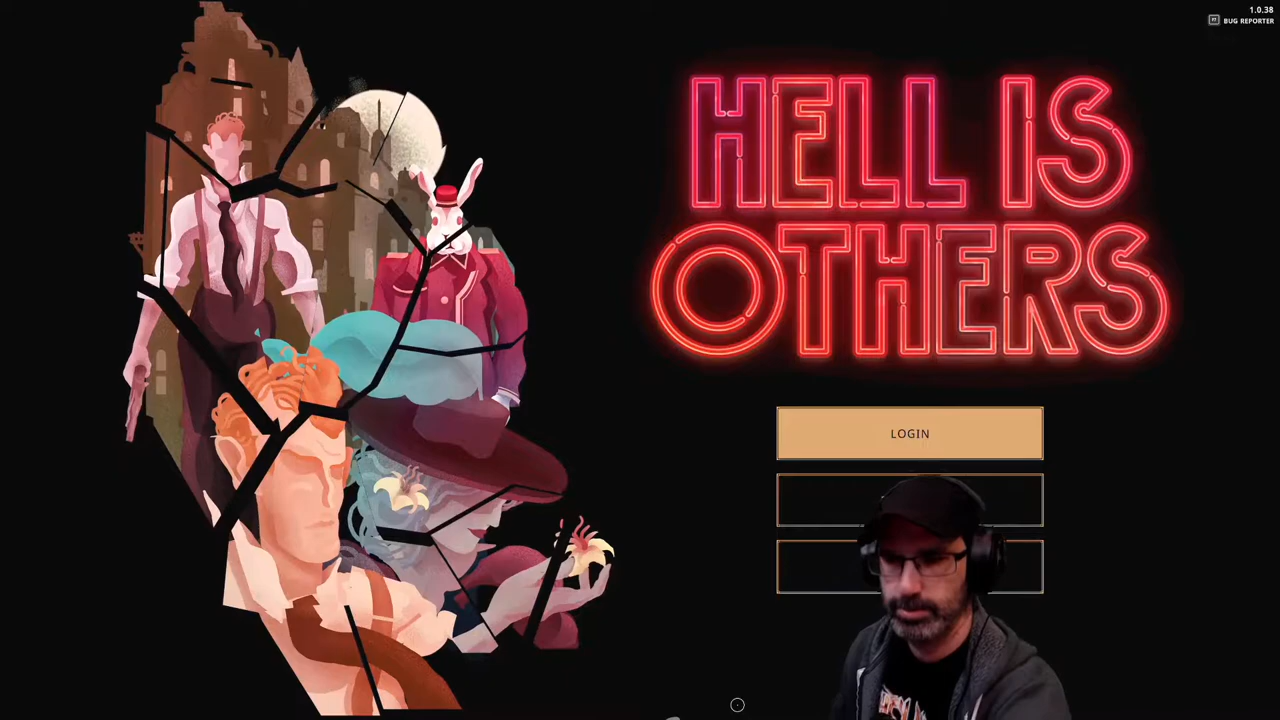 1.0.38
BUG REPORTER
HELL IS
OTHERS
LOGIN